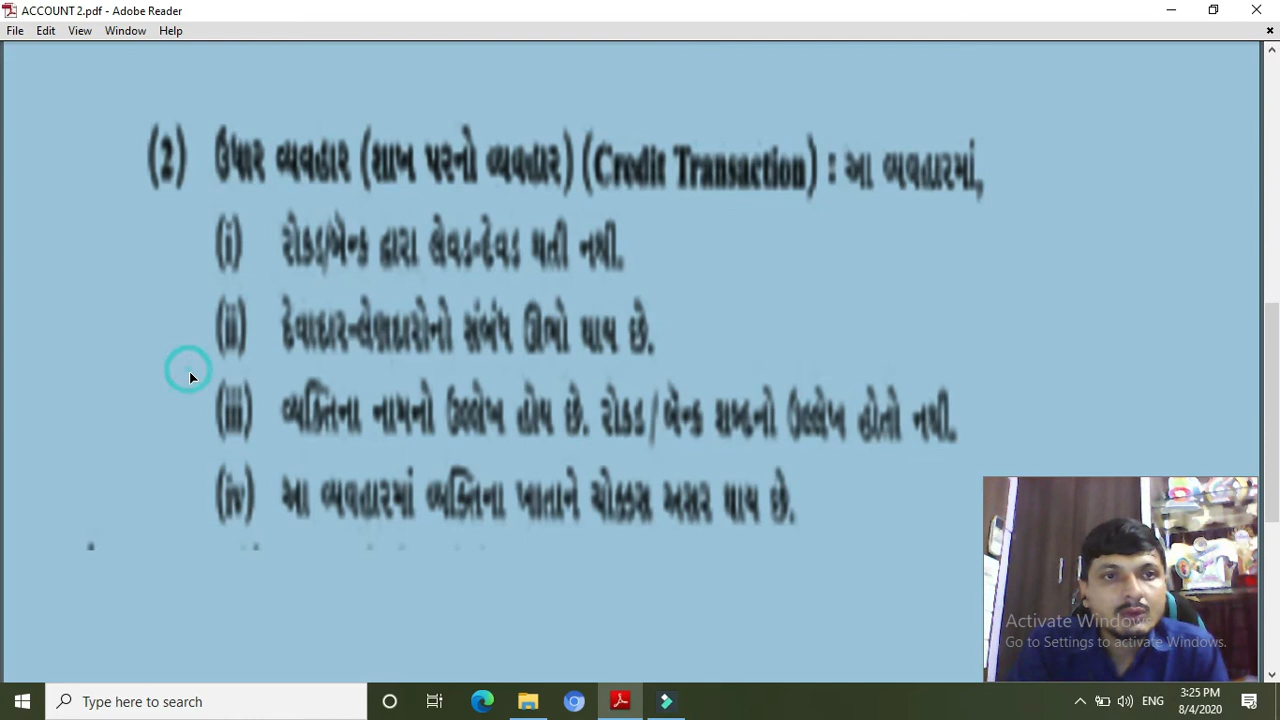 ACCOUNT 2.pdf - Adobe Reader
File Edit View Window Help
(2) ઉધાર વ્યવહાર (શાખ પરનો વ્યવહાર) (Credit Transaction) : આ વ્યવહારમાં,
(i) રોકડ/બૅન્ક દ્વારા લેવડ-દેવડ થતી નથી.
(ii) દેવાદાર-લેણદારોનો સંબંધ ઊભો થાય છે.
(iii) વ્યક્તિના નામનો ઉલ્લેખ હોય છે. રોકડ / બૅન્ક શબ્દનો ઉલ્લેખ હોતો નથી.
(iv) આ વ્યવહારમાં વ્યક્તિના ખાતાને ચોક્કસ અસર થાય છે.
Activate Windows
Go to Settings to activate Windows.
Type here to search
ENG
3:25 PM
8/4/2020